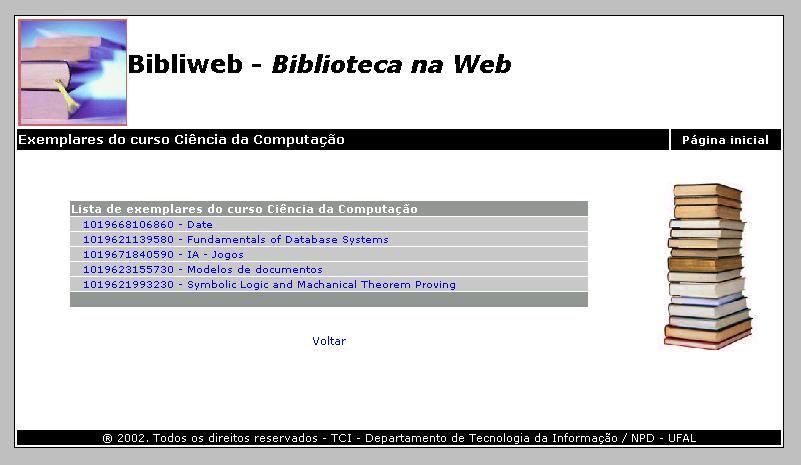 Bibliweb - Biblioteca na Web
Exemplares do curso Ciência da Computação
Página inicial
Lista de exemplares do curso Ciência da Computação
1019668106860 - Date
1019621139580 - Fundamentals of Database Systems
1019671840590 - IA - Jogos
1019623155730 - Modelos de documentos
1019621993230 - Symbolic Logic and Machanical Theorem Proving
Voltar
® 2002. Todos os direitos reservados - TCI - Departamento de Tecnologia da Informação / NPD - UFAL